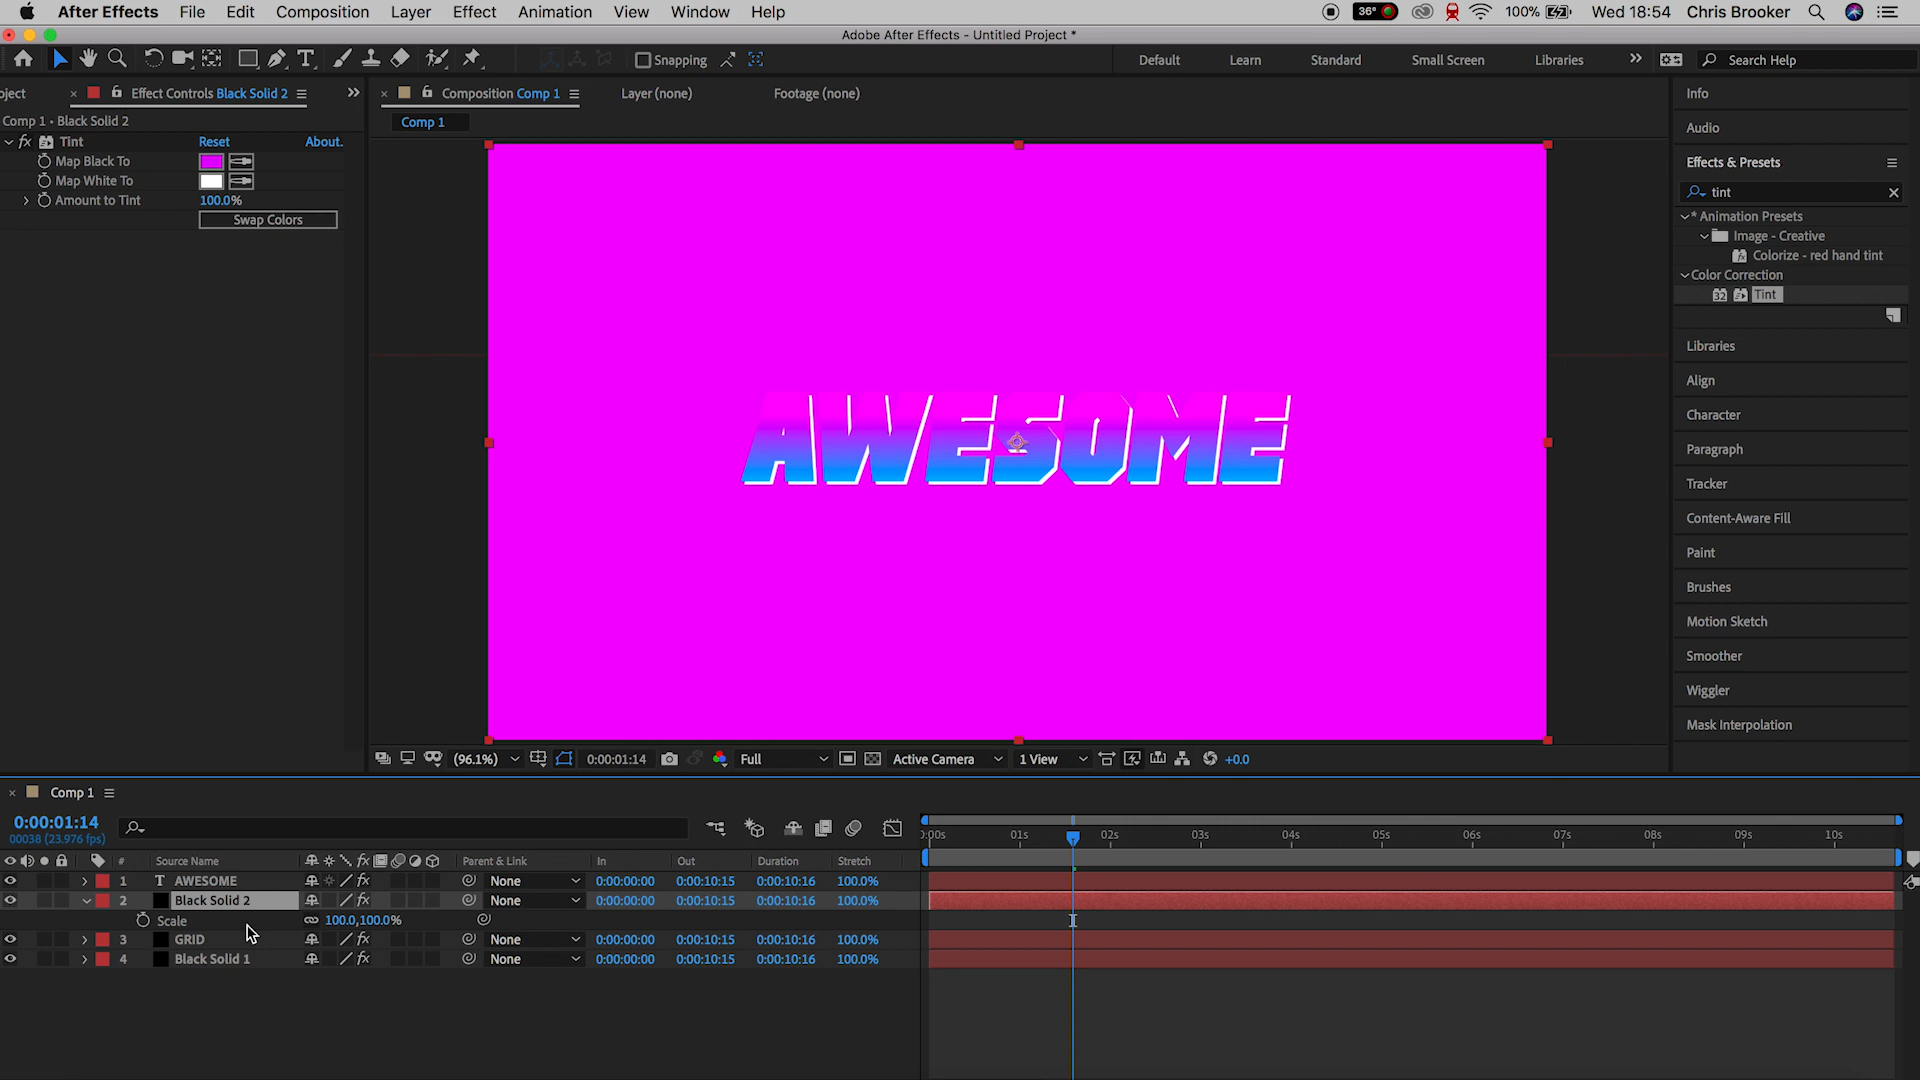 After Effects File Edit Composition Layer Effect Animation View Window Help 36° 100% Wed 18:54 Chris Brooker
Adobe After Effects - Untitled Project *
Snapping Default Learn Standard Small Screen Libraries Search Help
oject Effect Controls Black Solid 2 Composition Comp 1 Layer (none) Footage (none) Info
Comp 1 • Black Solid 2 Comp 1 Audio
fx Tint Reset About.
Map Black To
Map White To
Amount to Tint 100.0%
Swap Colors
Effects & Presets
tint
* Animation Presets
Image - Creative
Colorize - red hand tint
Color Correction
32 Tint
Libraries
Align
Character
Paragraph
Tracker
Content-Aware Fill
Paint
Brushes
Motion Sketch
Smoother
Wiggler
Mask Interpolation
AWESOME
(96.1%) 0:00:01:14 Full Active Camera 1 View +0.0
Comp 1
0:00:01:14
00038 (23.976 fps)
):00s 01s 02s 03s 04s 05s 06s 07s 08s 09s 10s
# Source Name fx Parent & Link In Out Duration Stretch
1 T AWESOME fx None 0:00:00:00 0:00:10:15 0:00:10:16 100.0%
2 Black Solid 2 fx None 0:00:00:00 0:00:10:15 0:00:10:16 100.0%
Scale 100.0,100.0%
3 GRID fx None 0:00:00:00 0:00:10:15 0:00:10:16 100.0%
4 Black Solid 1 fx None 0:00:00:00 0:00:10:15 0:00:10:16 100.0%